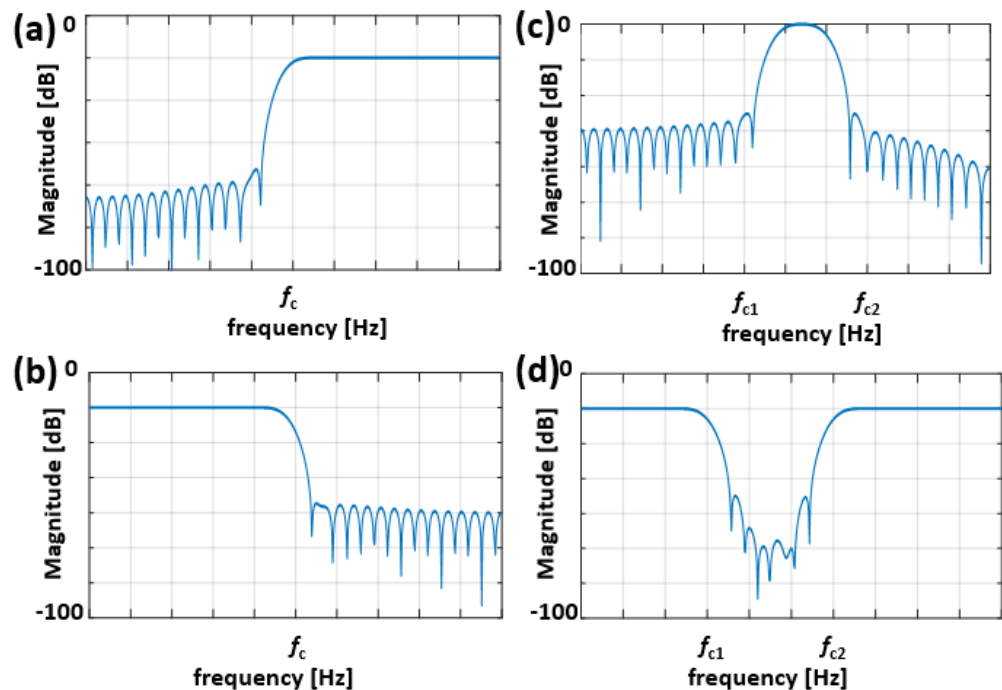 (a)
0
Magnitude [dB]
-100
fc
frequency [Hz]
(c)
0
Magnitude [dB]
-100
fc1
fc2
frequency [Hz]
(b)
0
Magnitude [dB]
-100
fc
frequency [Hz]
(d)
0
Magnitude [dB]
-100
fc1
fc2
frequency [Hz]